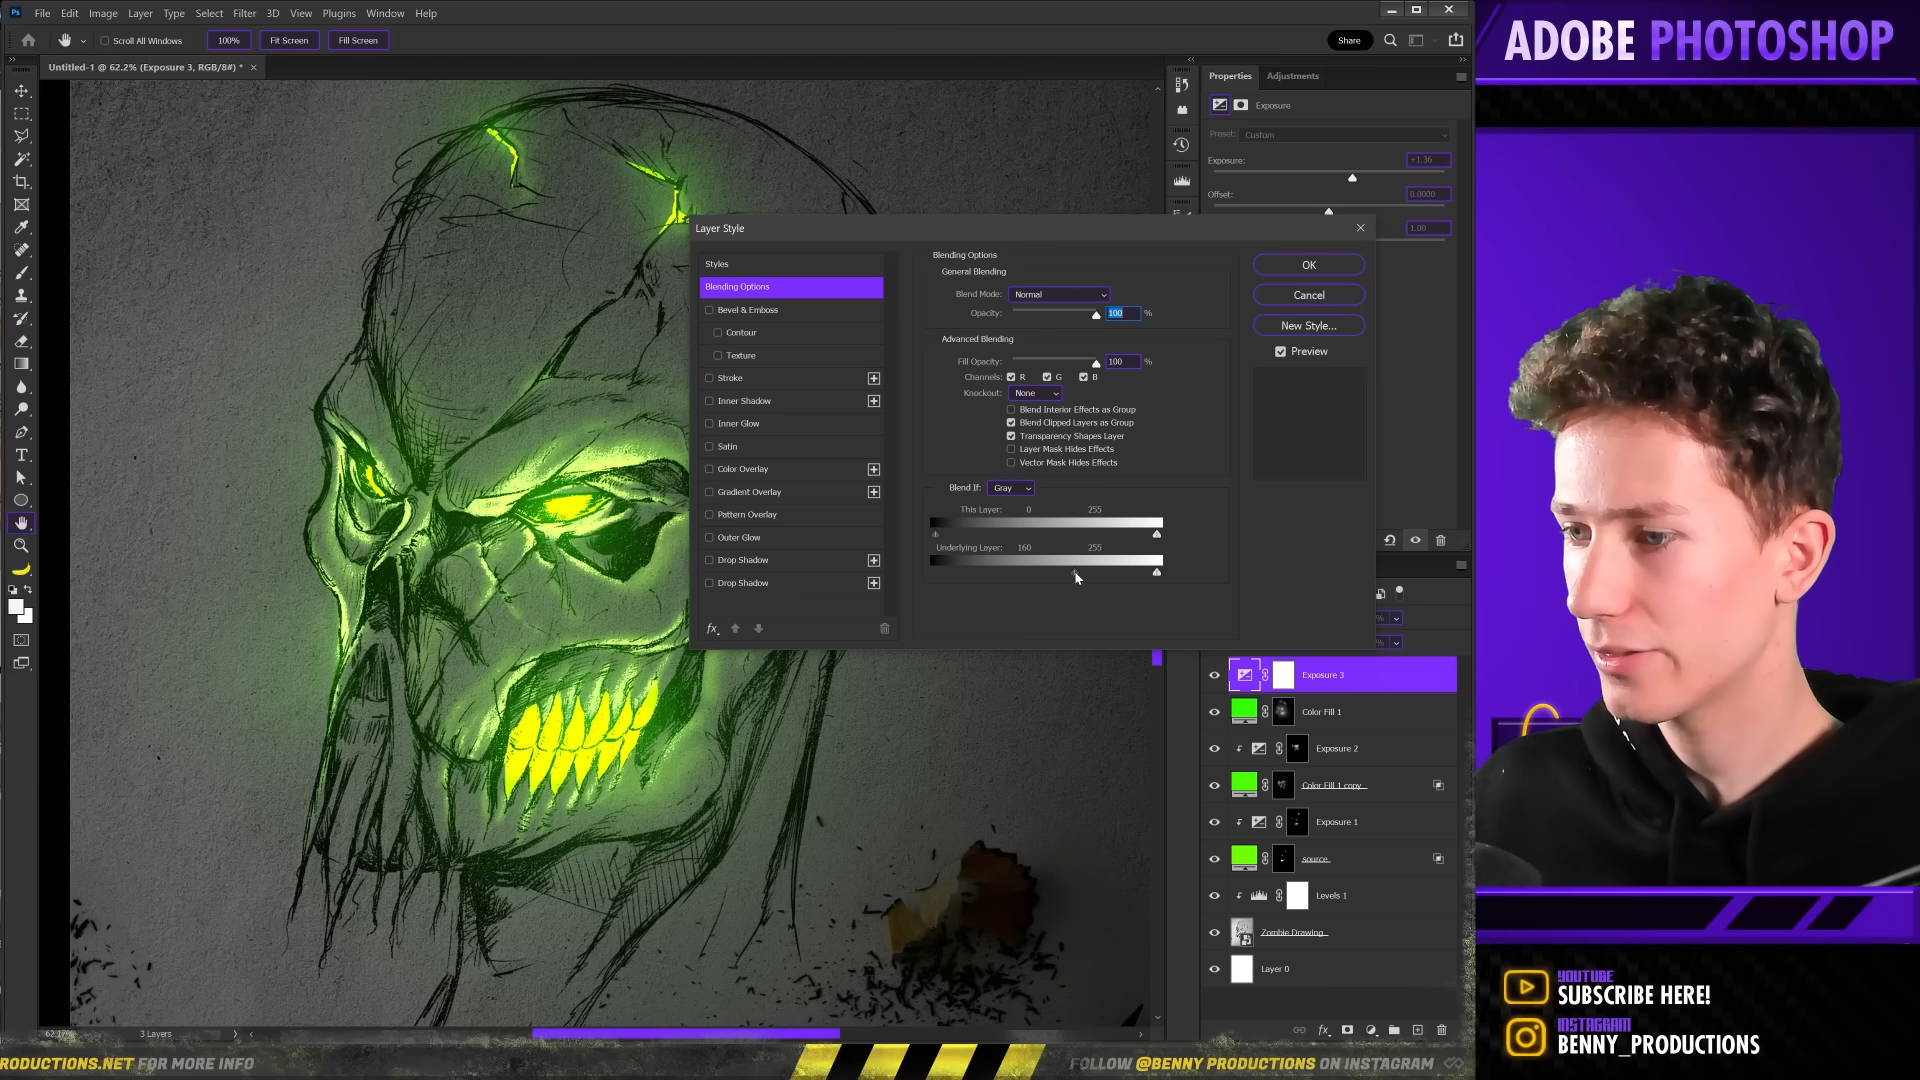 File Edit Image Layer Type Select Filter 3D View Plugins Window Help
Scroll All Windows 100% Fit Screen Fill Screen Share
Untitled-1 @ 62.2% (Exposure 3, RGB/8#) *
Properties Adjustments
Exposure
Preset: Custom
Exposure: +1.36
Offset: 0.0000
1.00
Layer Style
Styles
Blending Options
Bevel & Emboss
Contour
Texture
Stroke
Inner Shadow
Inner Glow
Satin
Color Overlay
Gradient Overlay
Pattern Overlay
Outer Glow
Drop Shadow
Drop Shadow
fx
Blending Options
General Blending
Blend Mode: Normal
Opacity: 100 %
Advanced Blending
Fill Opacity: 100 %
Channels: R G B
Knockout: None
Blend Interior Effects as Group
Blend Clipped Layers as Group
Transparency Shapes Layer
Layer Mask Hides Effects
Vector Mask Hides Effects
Blend If: Gray
This Layer: 0 255
Underlying Layer: 160 255
OK
Cancel
New Style...
Preview
%
%
Exposure 3
Color Fill 1
Exposure 2
Color Fill 1 copy
Exposure 1
source
Levels 1
Zombie Drawing
Layer 0
fx
62.17% 3 Layers
RODUCTIONS.NET FOR MORE INFO
FOLLOW @BENNY PRODUCTIONS ON INSTAGRAM
ADOBE PHOTOSHOP
YOUTUBE
SUBSCRIBE HERE!
INSTAGRAM
BENNY_PRODUCTIONS